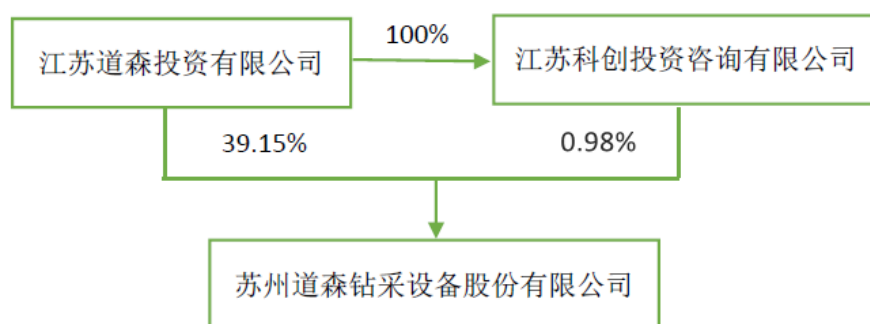 江苏道森投资有限公司
100%
江苏科创投资咨询有限公司
39.15%
0.98%
苏州道森钻采设备股份有限公司